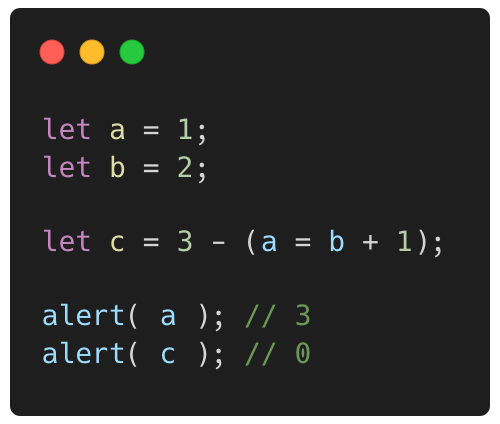 let a = 1;
let b = 2;
let c = 3 - (a = b + 1);
alert( a ); // 3
alert( c ); // 0